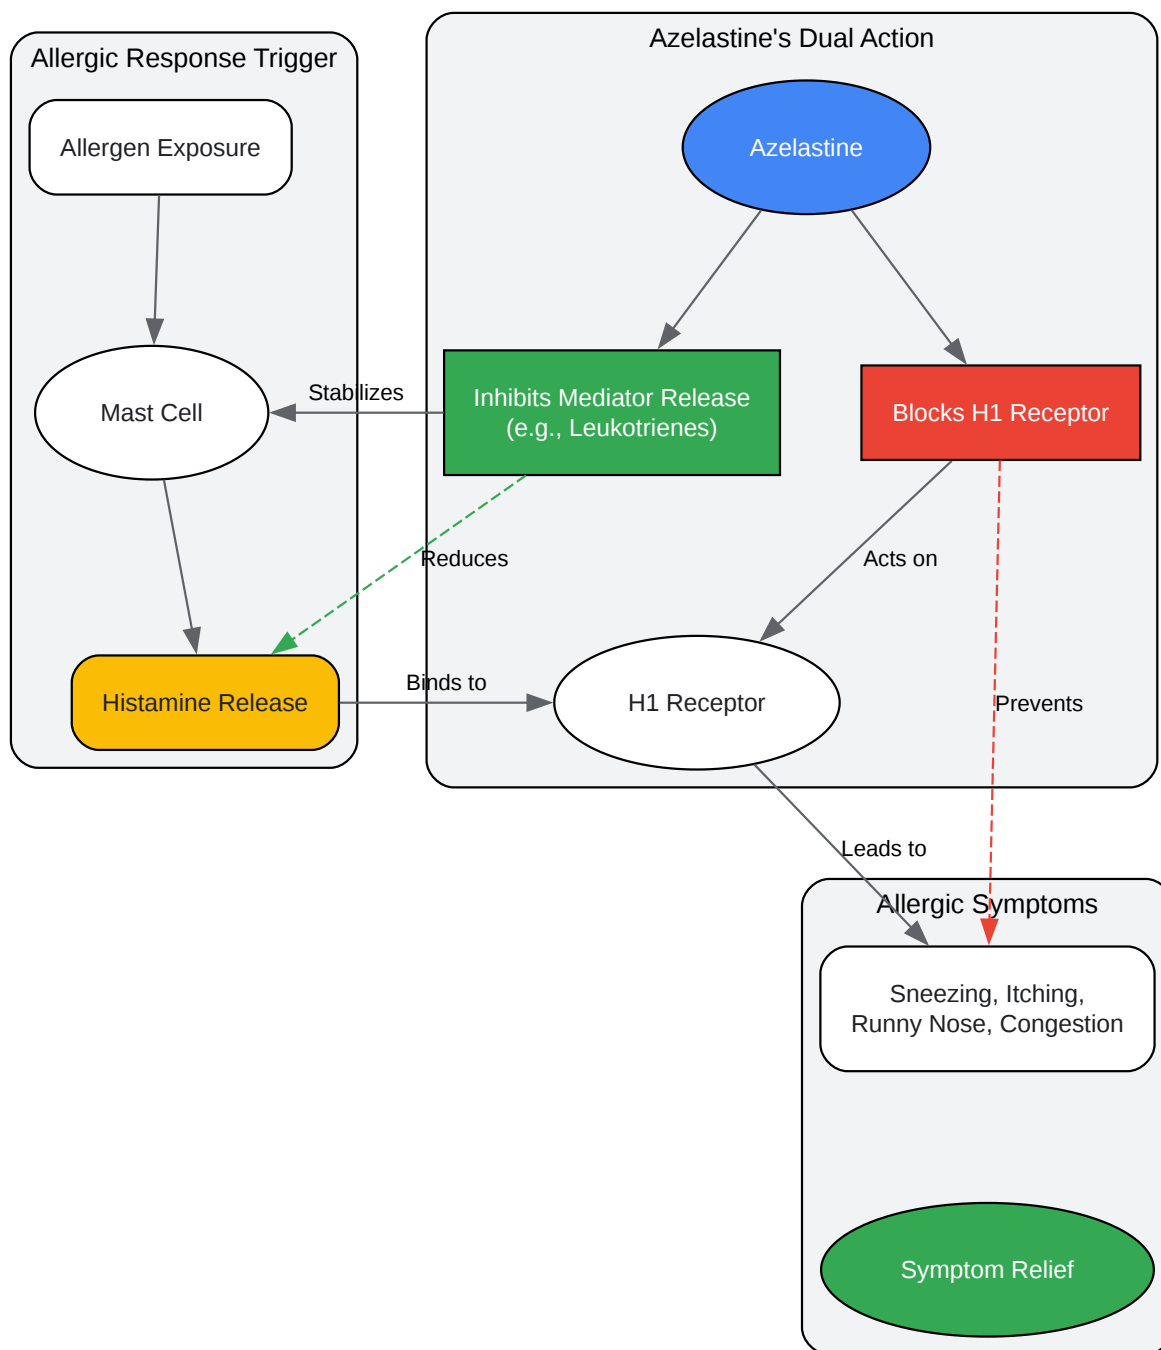 Allergic Response Trigger
Allergen Exposure
Mast Cell
Histamine Release
Azelastine's Dual Action
Azelastine
Stabilizes
Inhibits Mediator Release
(e.g., Leukotrienes)
Blocks H1 Receptor
Reduces
Acts on
Binds to
H1 Receptor
Prevents
Leads to
Allergic Symptoms
Sneezing, Itching,
Runny Nose, Congestion
Symptom Relief